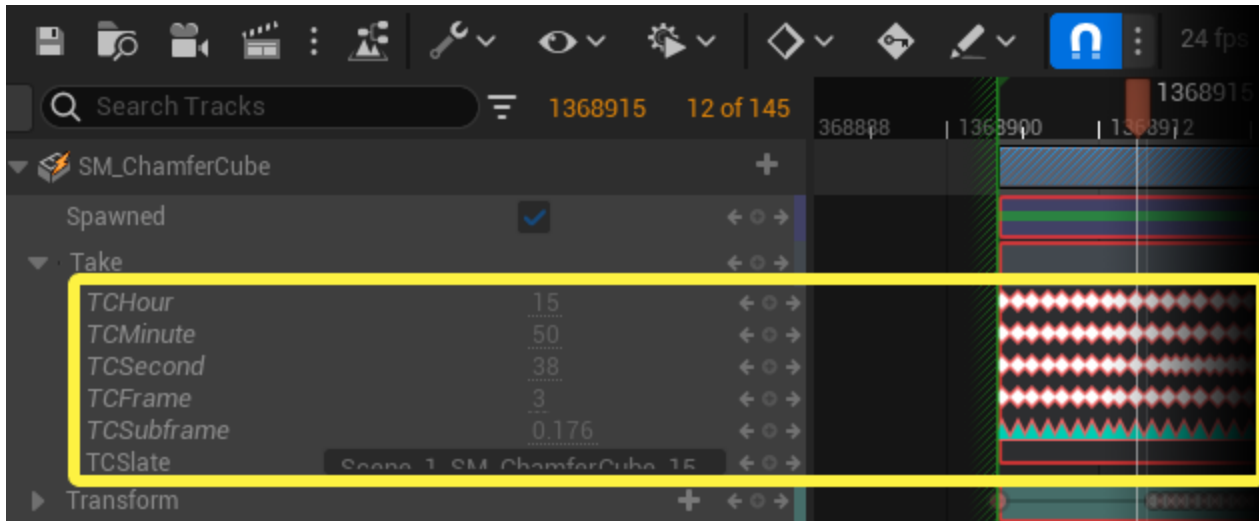 24 fps
Search Tracks
1368915
12 of 145
368888
1368900
1368912
1368915
SM_ChamferCube
Spawned
Take
TCHour 15
TCMinute 50
TCSecond 38
TCFrame 3
TCSubframe 0.176
TCSlate Scene_1_SM_ChamferCube_15
Transform